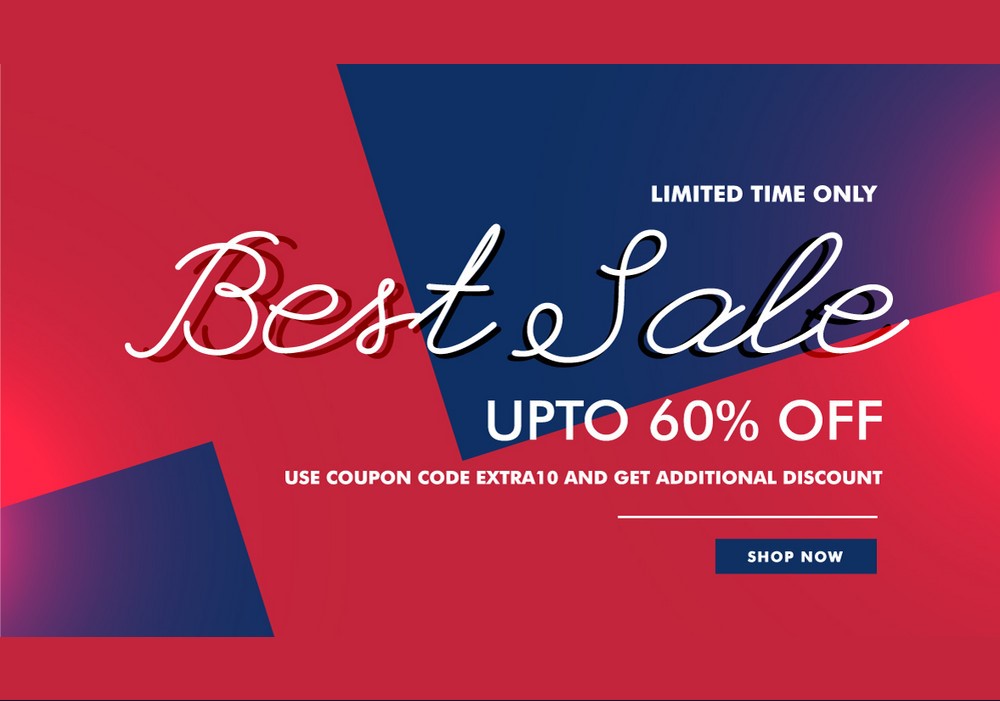 LIMITED TIME ONLY
Best Sale
UPTO 60% OFF
USE COUPON CODE EXTRA10 AND GET ADDITIONAL DISCOUNT
SHOP NOW